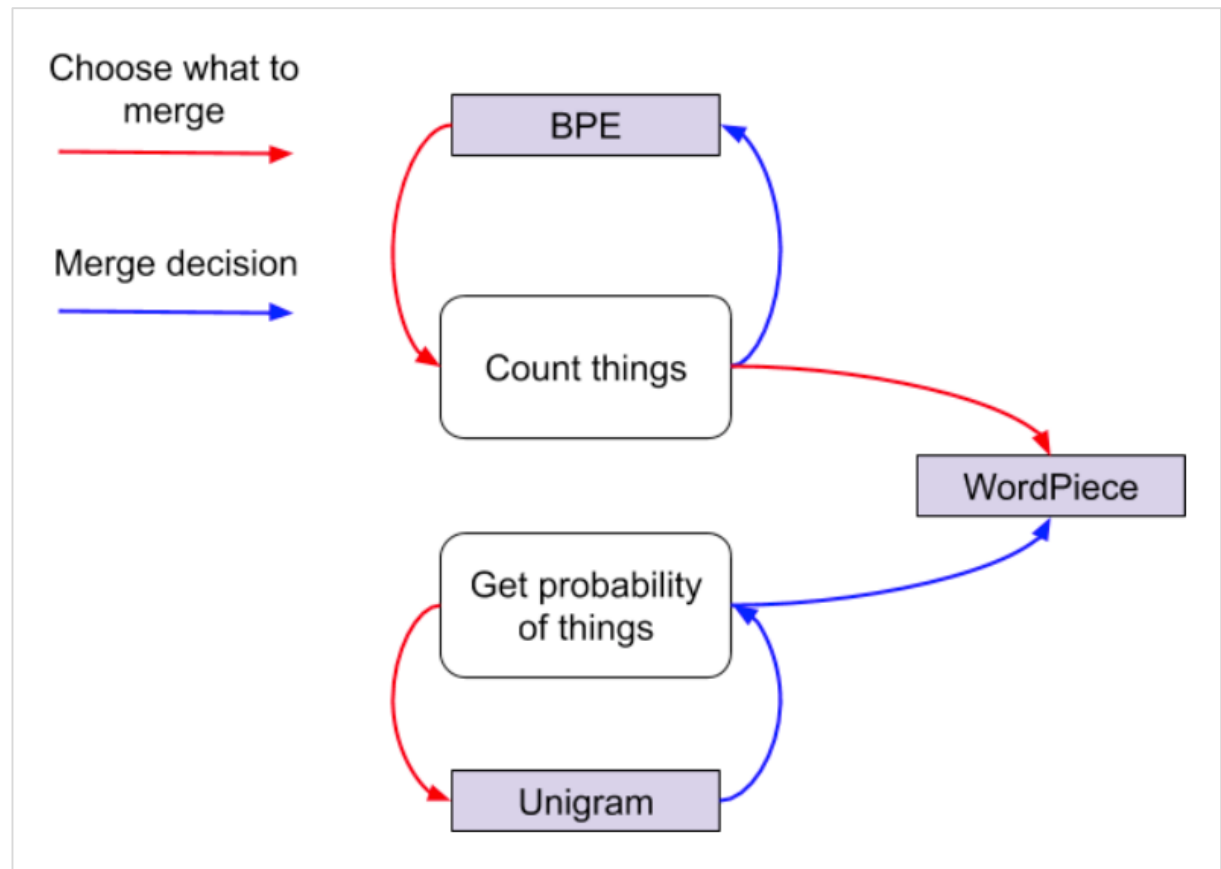 Choose what to
merge
BPE
Merge decision
Count things
WordPiece
Get probability
of things
Unigram